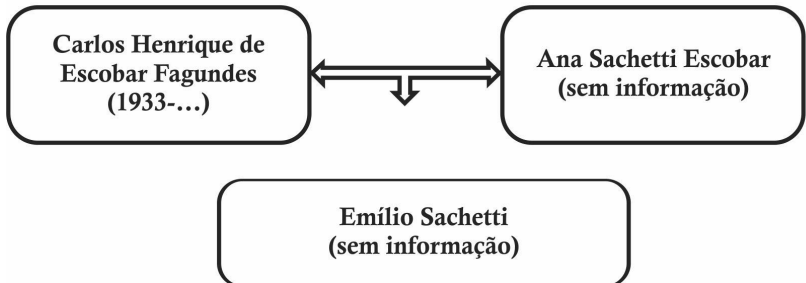 Carlos Henrique de
Escobar Fagundes
(1933-…)
Ana Sachetti Escobar
(sem informação)
Emílio Sachetti
(sem informação)